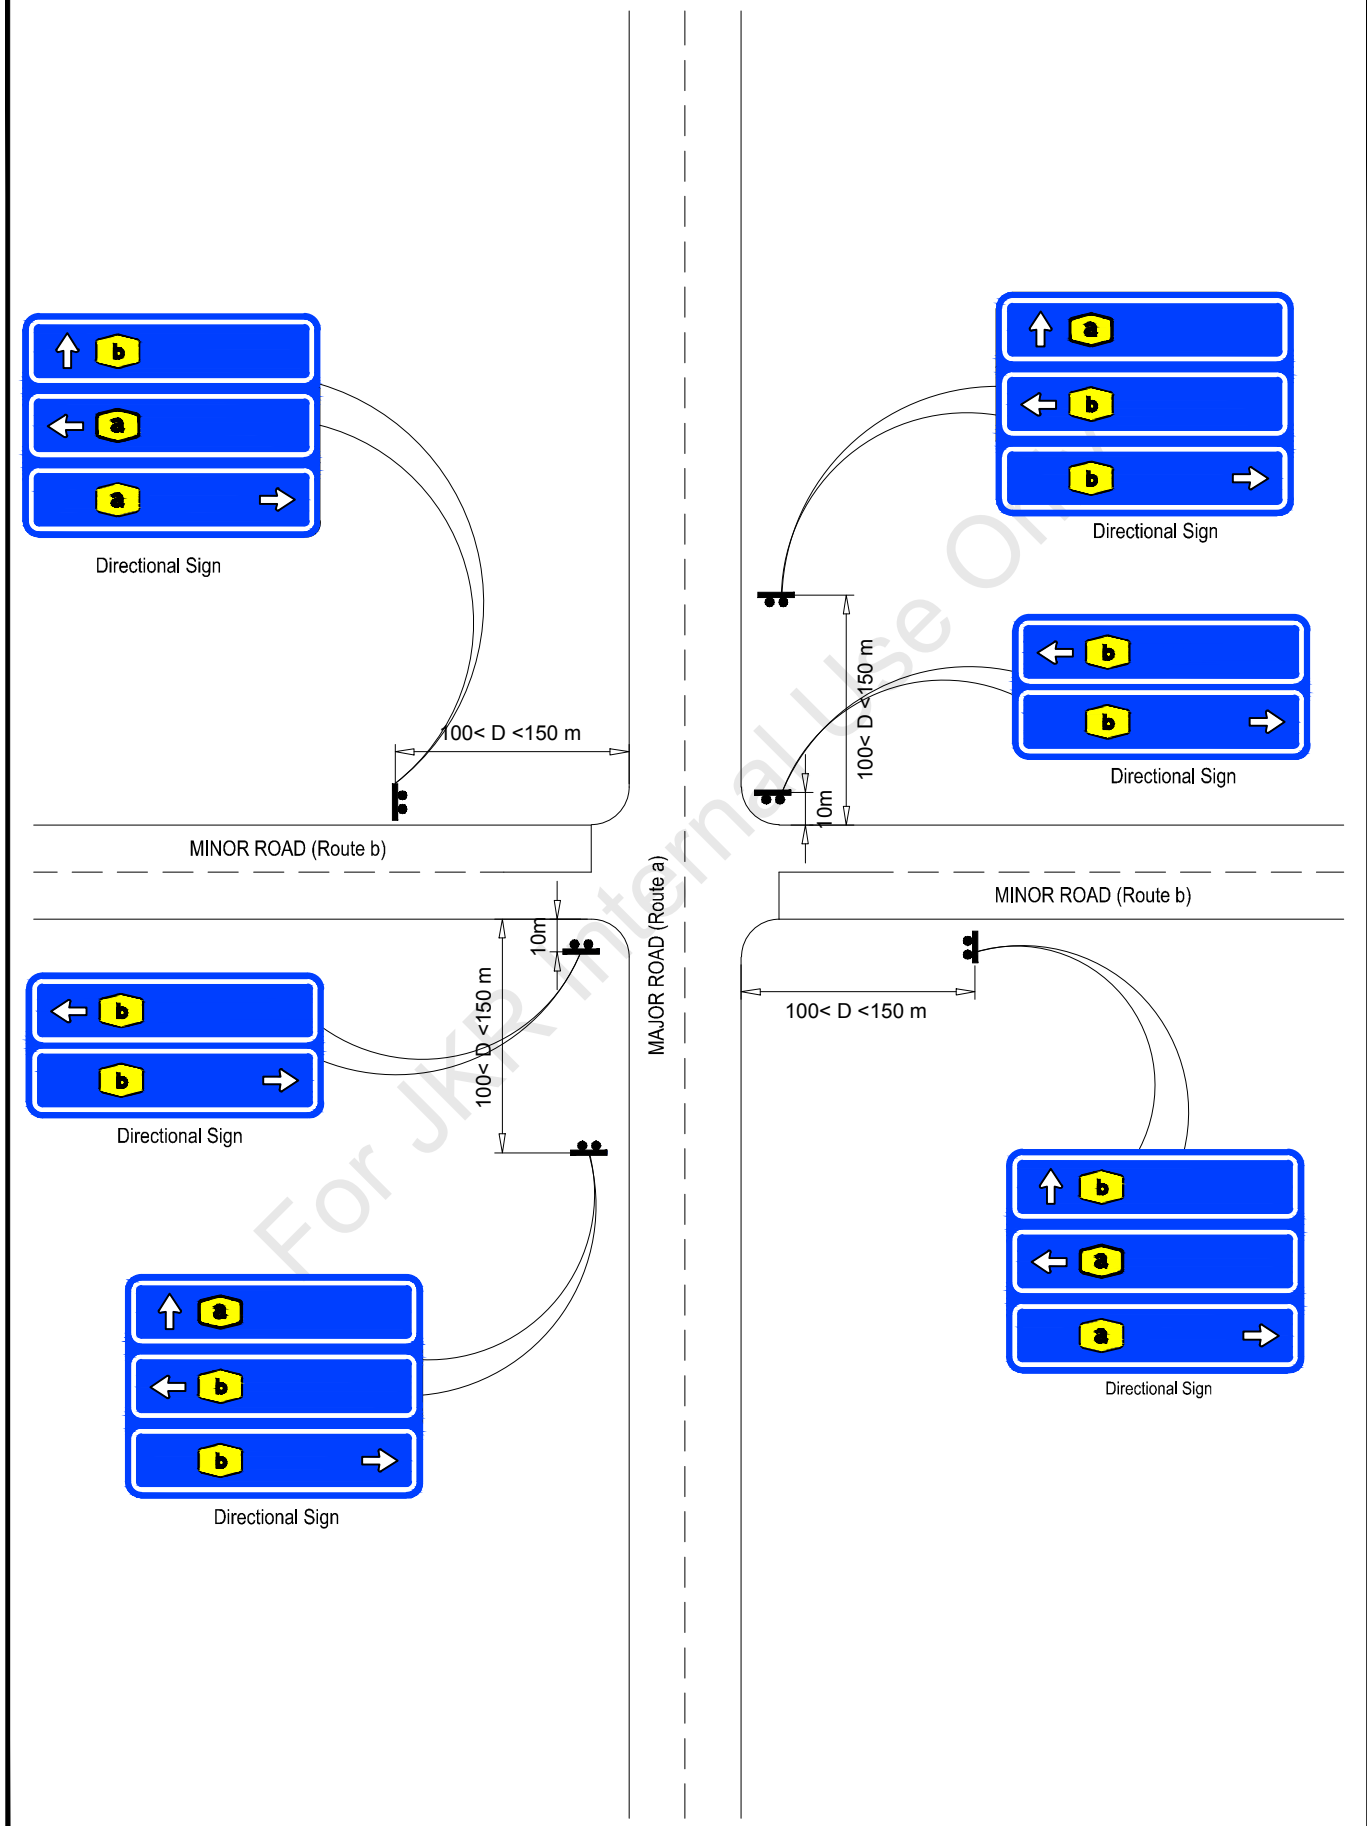 b
a
a
Directional Sign
a
b
b
Directional Sign
b
b
Directional Sign
100< D <150 m
100< D <150 m
10m
MINOR ROAD (Route b)
MAJOR ROAD (Route a)
MINOR ROAD (Route b)
10m
100< D <150 m
100< D <150 m
b
b
Directional Sign
b
a
a
Directional Sign
a
b
b
Directional Sign
For JKR Internal Use Only